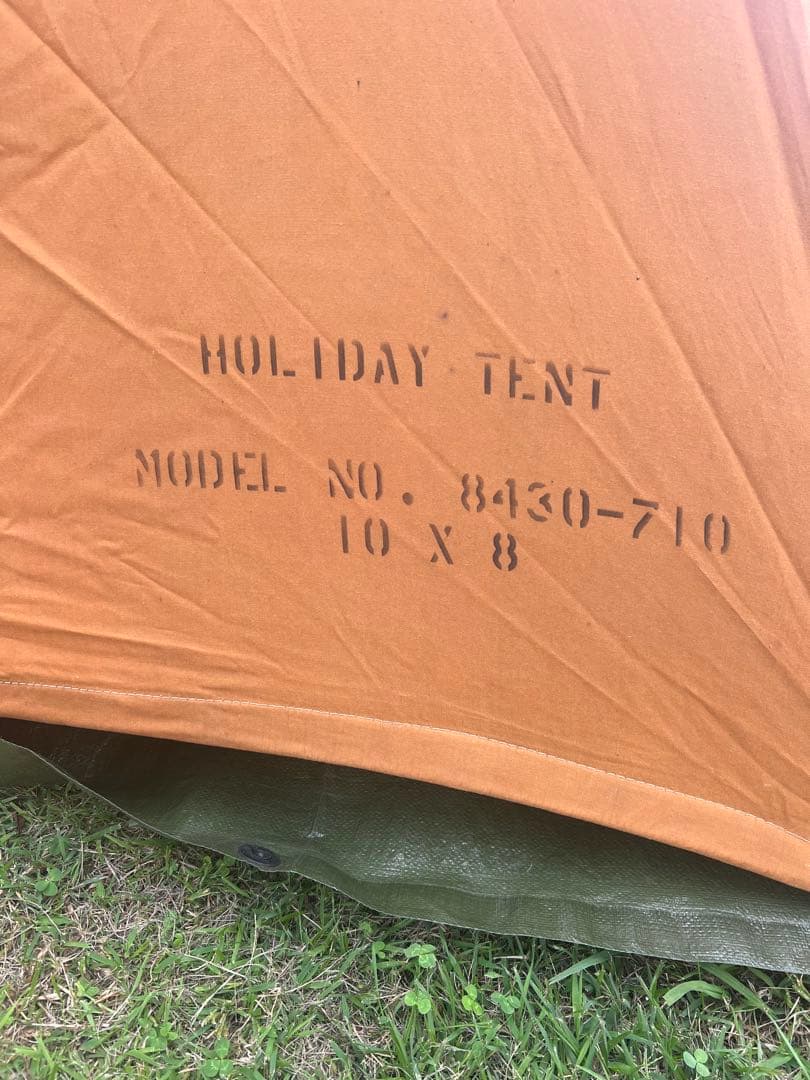 HOLIDAY TENT
MODEL NO. 8430-710
10 X 8